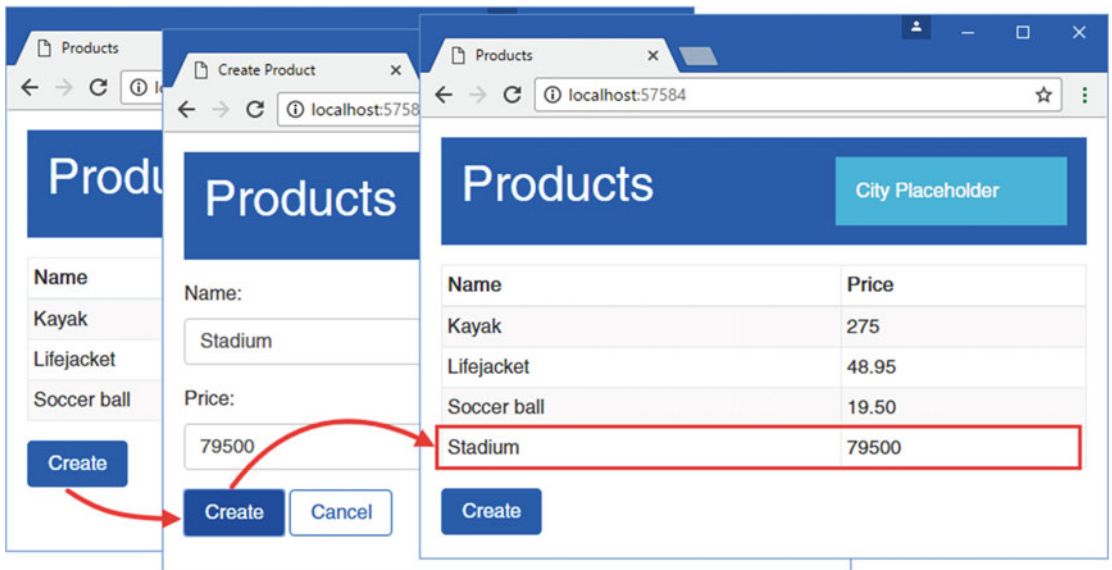 Products
Produ
Name
Kayak
Lifejacket
Soccer ball
Create
Create Product
localhost:5758
Products
Name:
Stadium
Price:
79500
Create
Cancel
Products
localhost:57584
Products
City Placeholder
Name Price
Kayak 275
Lifejacket 48.95
Soccer ball 19.50
Stadium 79500
Create